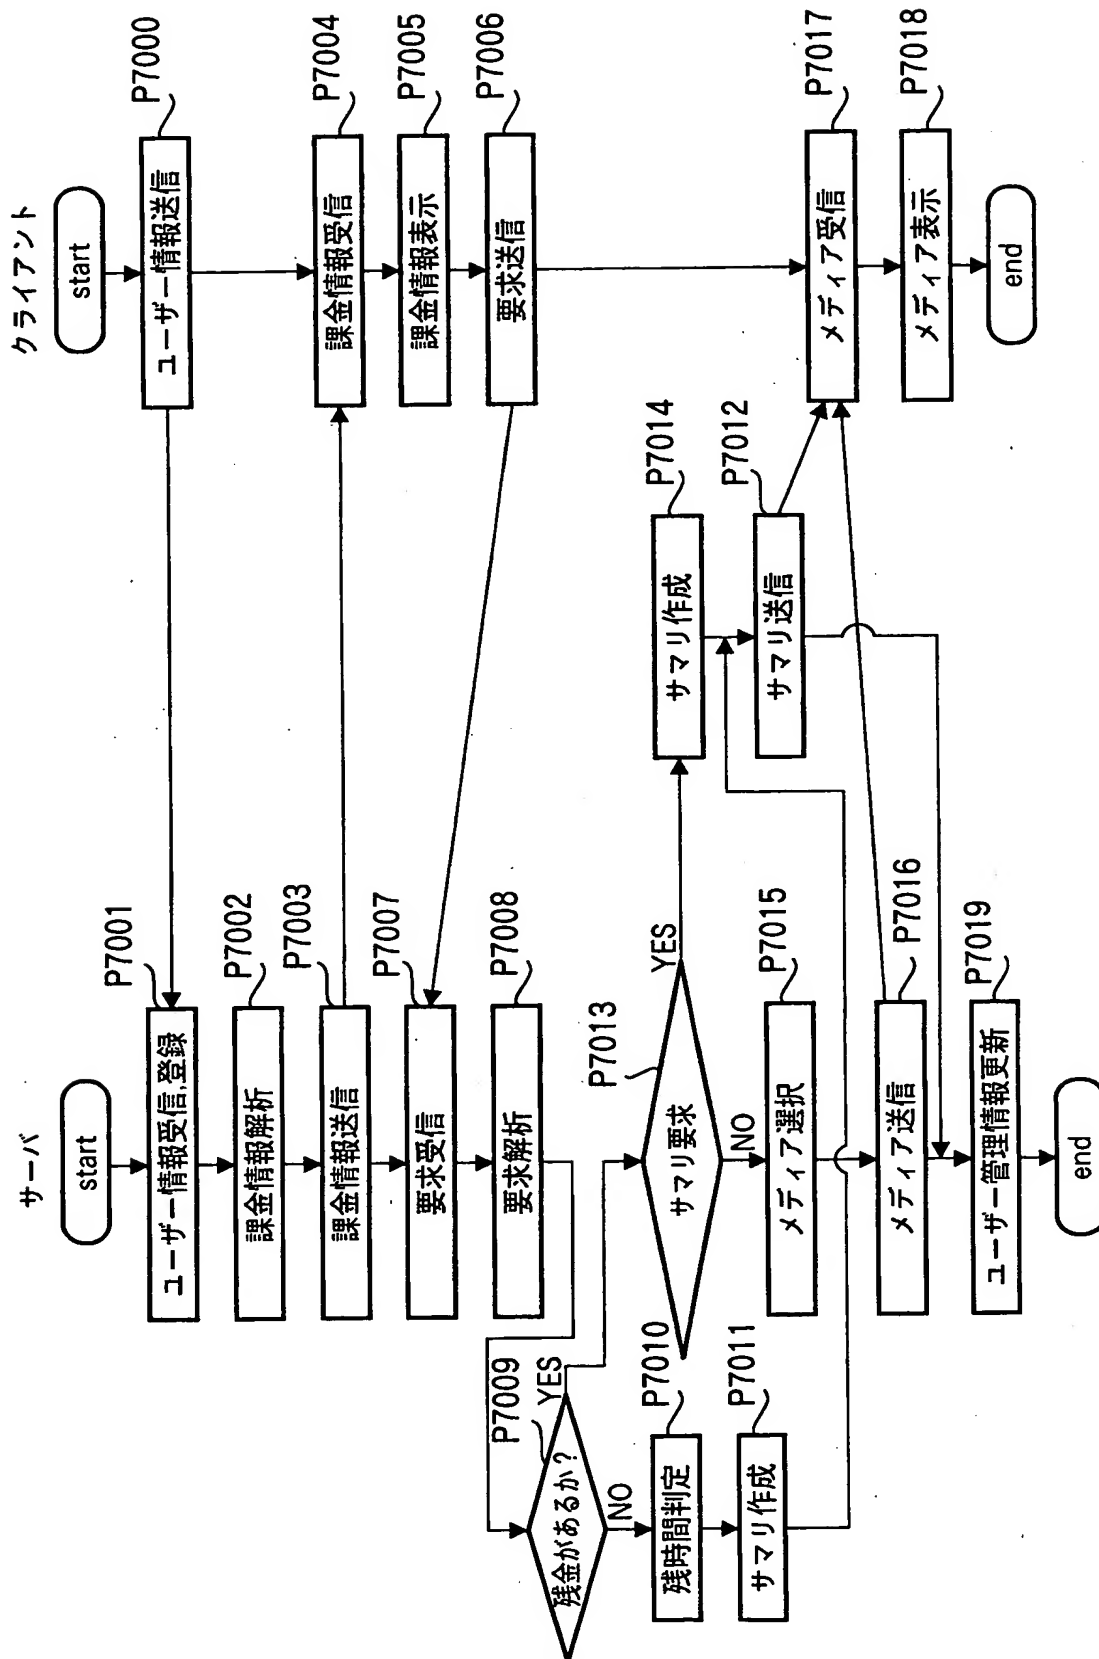 クライアント
start
ユーザー情報送信
P7000
課金情報受信
P7004
課金情報表示
P7005
要求送信
P7006
メディア受信
P7017
メディア表示
P7018
end
サーバ
start
ユーザー情報受信,登録
P7001
課金情報解析
P7002
課金情報送信
P7003
要求受信
P7007
要求解析
P7008
残金があるか?
P7009
YES
NO
残時間判定
P7010
サマリ作成
P7011
サマリ要求
P7013
YES
NO
サマリ作成
P7014
サマリ送信
P7012
メディア選択
P7015
メディア送信
P7016
ユーザー管理情報更新
P7019
end